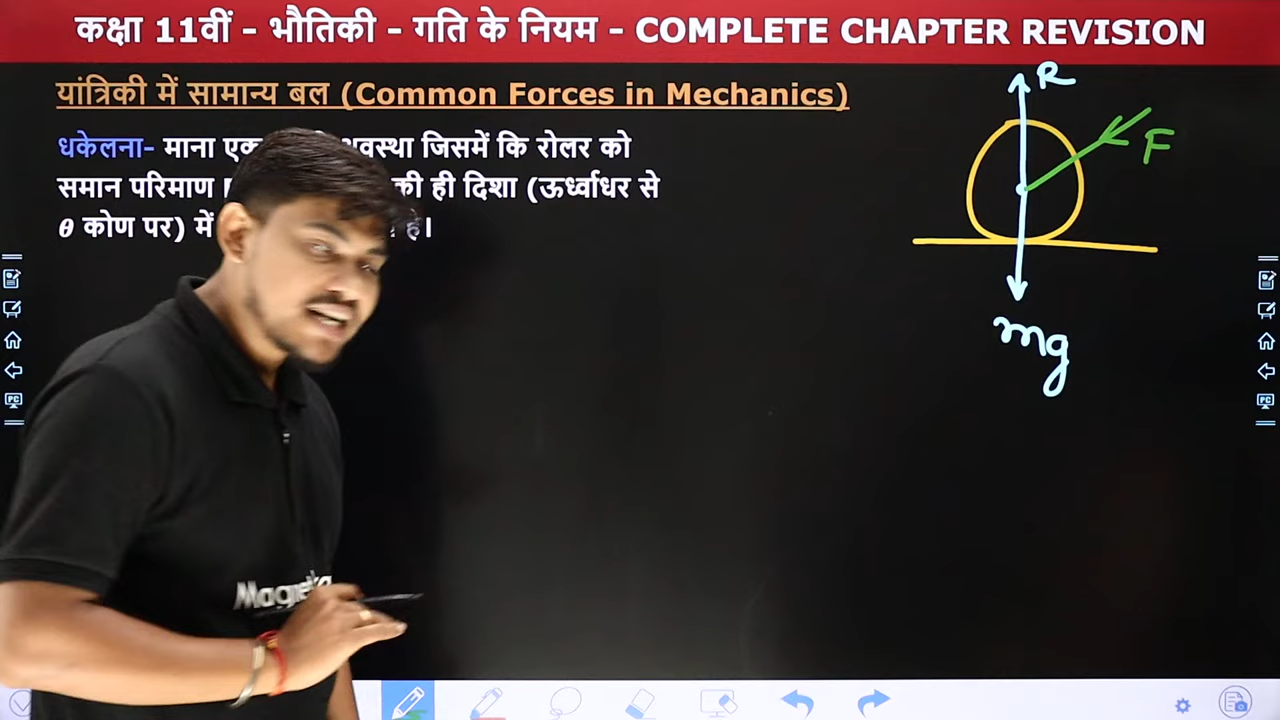 कक्षा 11वीं - भौतिकी - गति के नियम - COMPLETE CHAPTER REVISION
यांत्रिकी में सामान्य बल (Common Forces in Mechanics)
धकेलना- माना एक जिसमें कि रोलर को
समान परिमाण की ही दिशा (ऊर्ध्वाधर से
θ कोण पर) में है।
R
F
mg